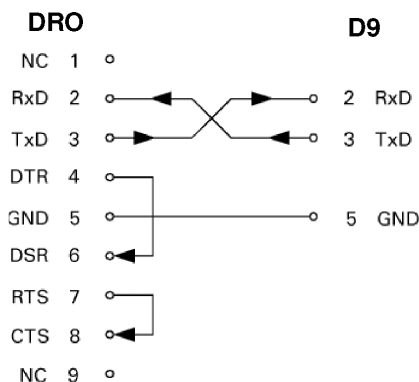 DRO D9
NC 1
RxD 2 2 RxD
TxD 3 3 TxD
DTR 4
GND 5 5 GND
DSR 6
RTS 7
CTS 8
NC 9